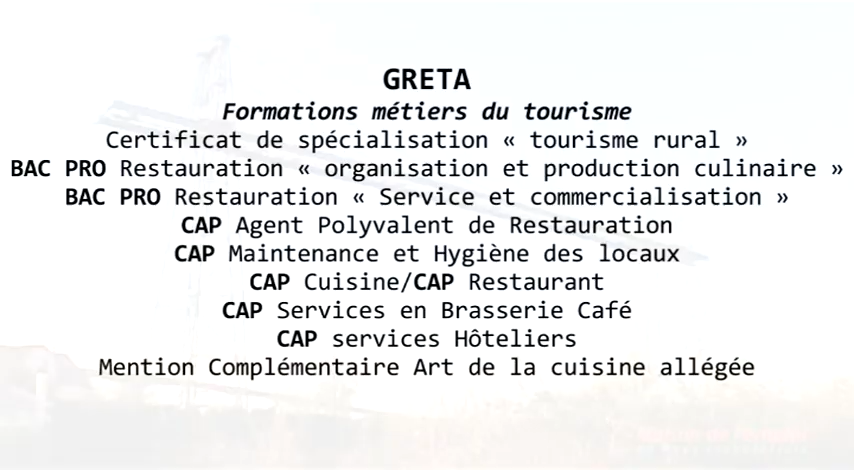 GRETA
Formations métiers du tourisme
Certificat de spécialisation « tourisme rural »
BAC PRO Restauration « organisation et production culinaire »
BAC PRO Restauration « Service et commercialisation »
CAP Agent Polyvalent de Restauration
CAP Maintenance et Hygiène des locaux
CAP Cuisine/CAP Restaurant
CAP Services en Brasserie Café
CAP services Hôteliers
Mention Complémentaire Art de la cuisine allégée